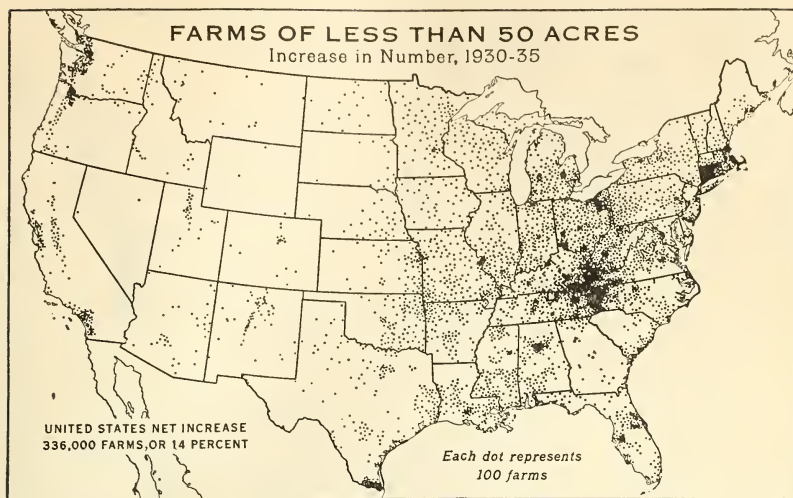 FARMS OF LESS THAN 50 ACRES
Increase in Number, 1930-35
UNITED STATES NET INCREASE
336,000 FARMS, OR 14 PERCENT
Each dot represents
100 farms